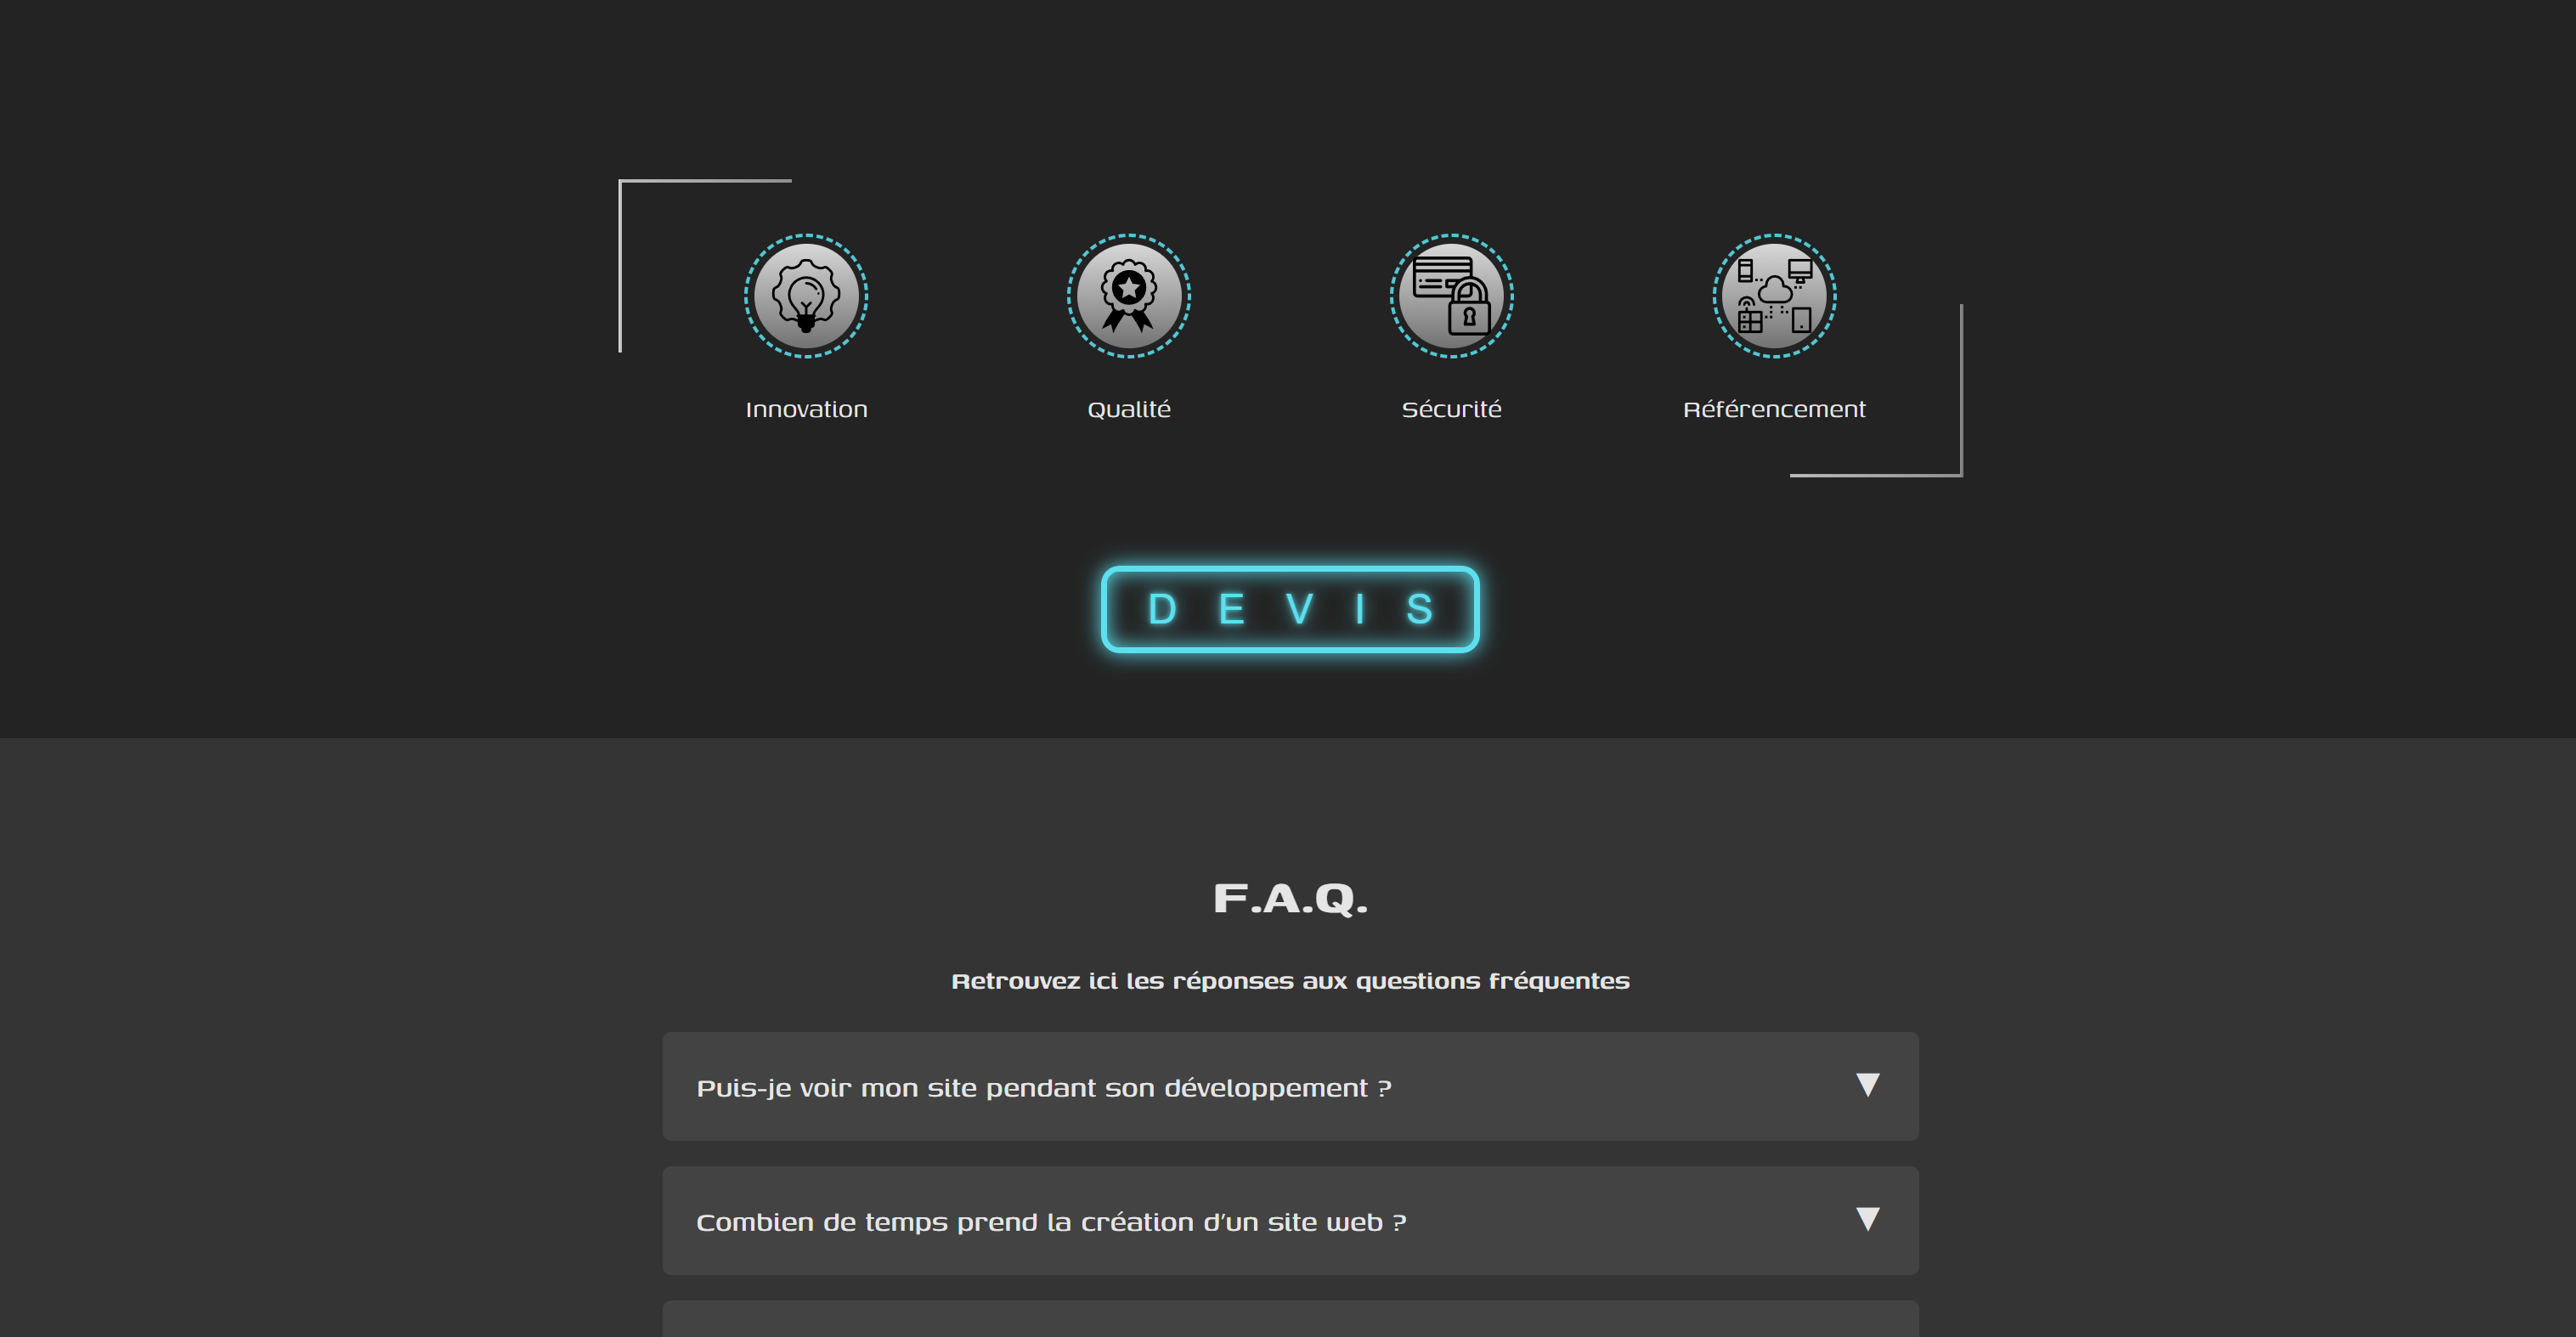 Innovation
Qualité
Sécurité
Référencement
DEVIS
F.A.Q.
Retrouvez ici les réponses aux questions fréquentes
Puis-je voir mon site pendant son développement ?
Combien de temps prend la création d'un site web ?